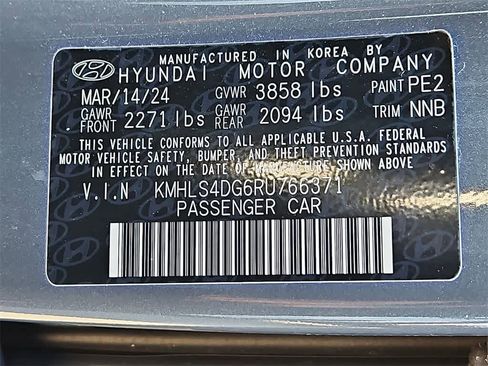 MANUFACTURED IN KOREA BY
HYUNDAI MOTOR COMPANY
MAR/14/24 GVWR 3858 lbs PAINT PE2
GAWR FRONT 2271 lbs GAWR REAR 2094 lbs TRIM NNB
THIS VEHICLE CONFORMS TO ALL APPLICABLE U.S.A. FEDERAL
MOTOR VEHICLE SAFETY, BUMPER, AND THEFT PREVENTION STANDARDS
IN EFFECT ON THE DATE OF MANUFACTURE SHOWN ABOVE.
V.I.N KMHLS4DG6RU766371
PASSENGER CAR